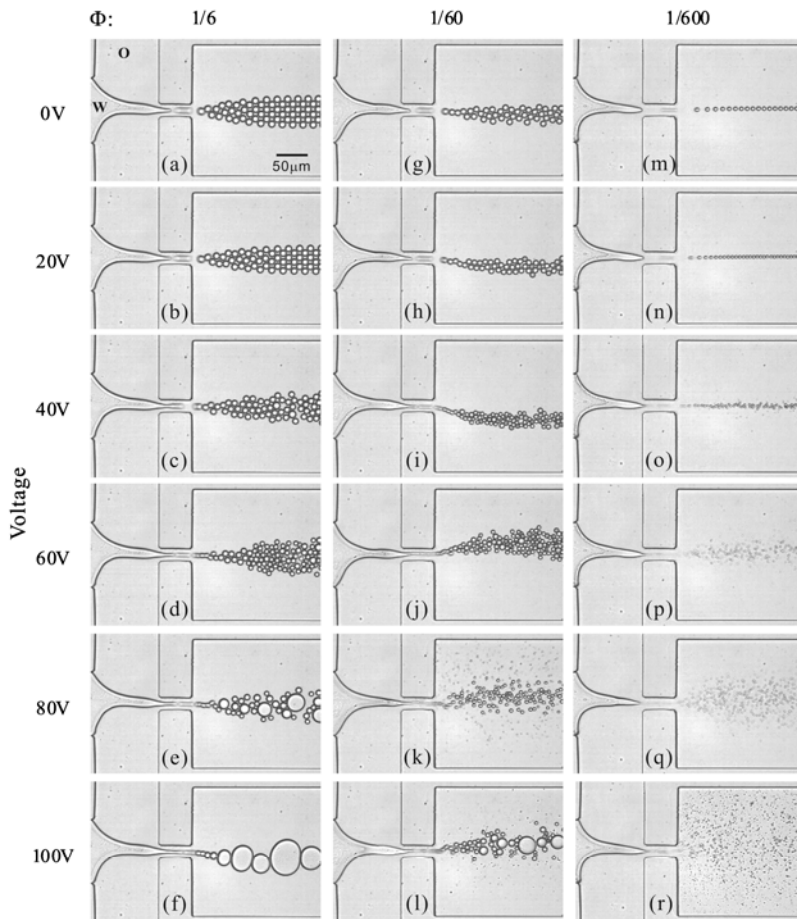 Φ: 1/6 1/60 1/600
O
W
0V
50μm
(a) (g) (m)
20V
(b) (h) (n)
40V
(c) (i) (o)
Voltage
60V
(d) (j) (p)
80V
(e) (k) (q)
100V
(f) (l) (r)